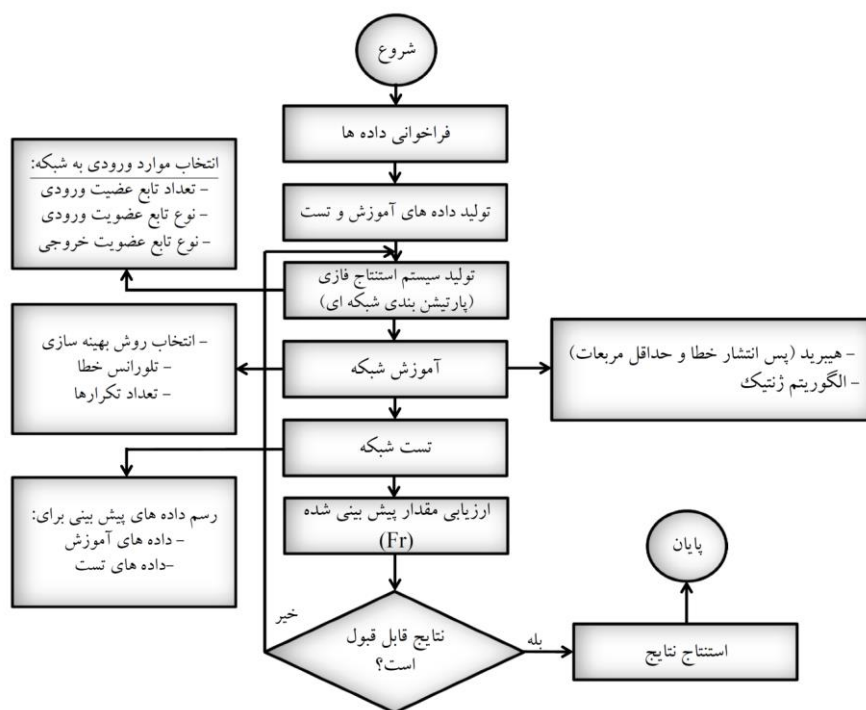 شروع
فراخوانی داده ها
تولید داده های آموزش و تست
انتخاب موارد ورودی به شبکه:
- تعداد تابع عضیت ورودی
- نوع تابع عضویت ورودی
- نوع تابع عضویت خروجی
تولید سیستم استنتاج فازی
(پارتیشن بندی شبکه ای)
آموزش شبکه
- انتخاب روش بهینه سازی
- تلورانس خطا
- تعداد تکرارها
- هیبرید (پس انتشار خطا و حداقل مربعات)
- الگوریتم ژنتیک
تست شبکه
رسم داده های پیش بینی برای:
- داده های آموزش
-داده های تست
ارزیابی مقدار پیش بینی شده
(Fr)
نتایج قابل قبول
است؟
خیر
بله
استنتاج نتایج
پایان